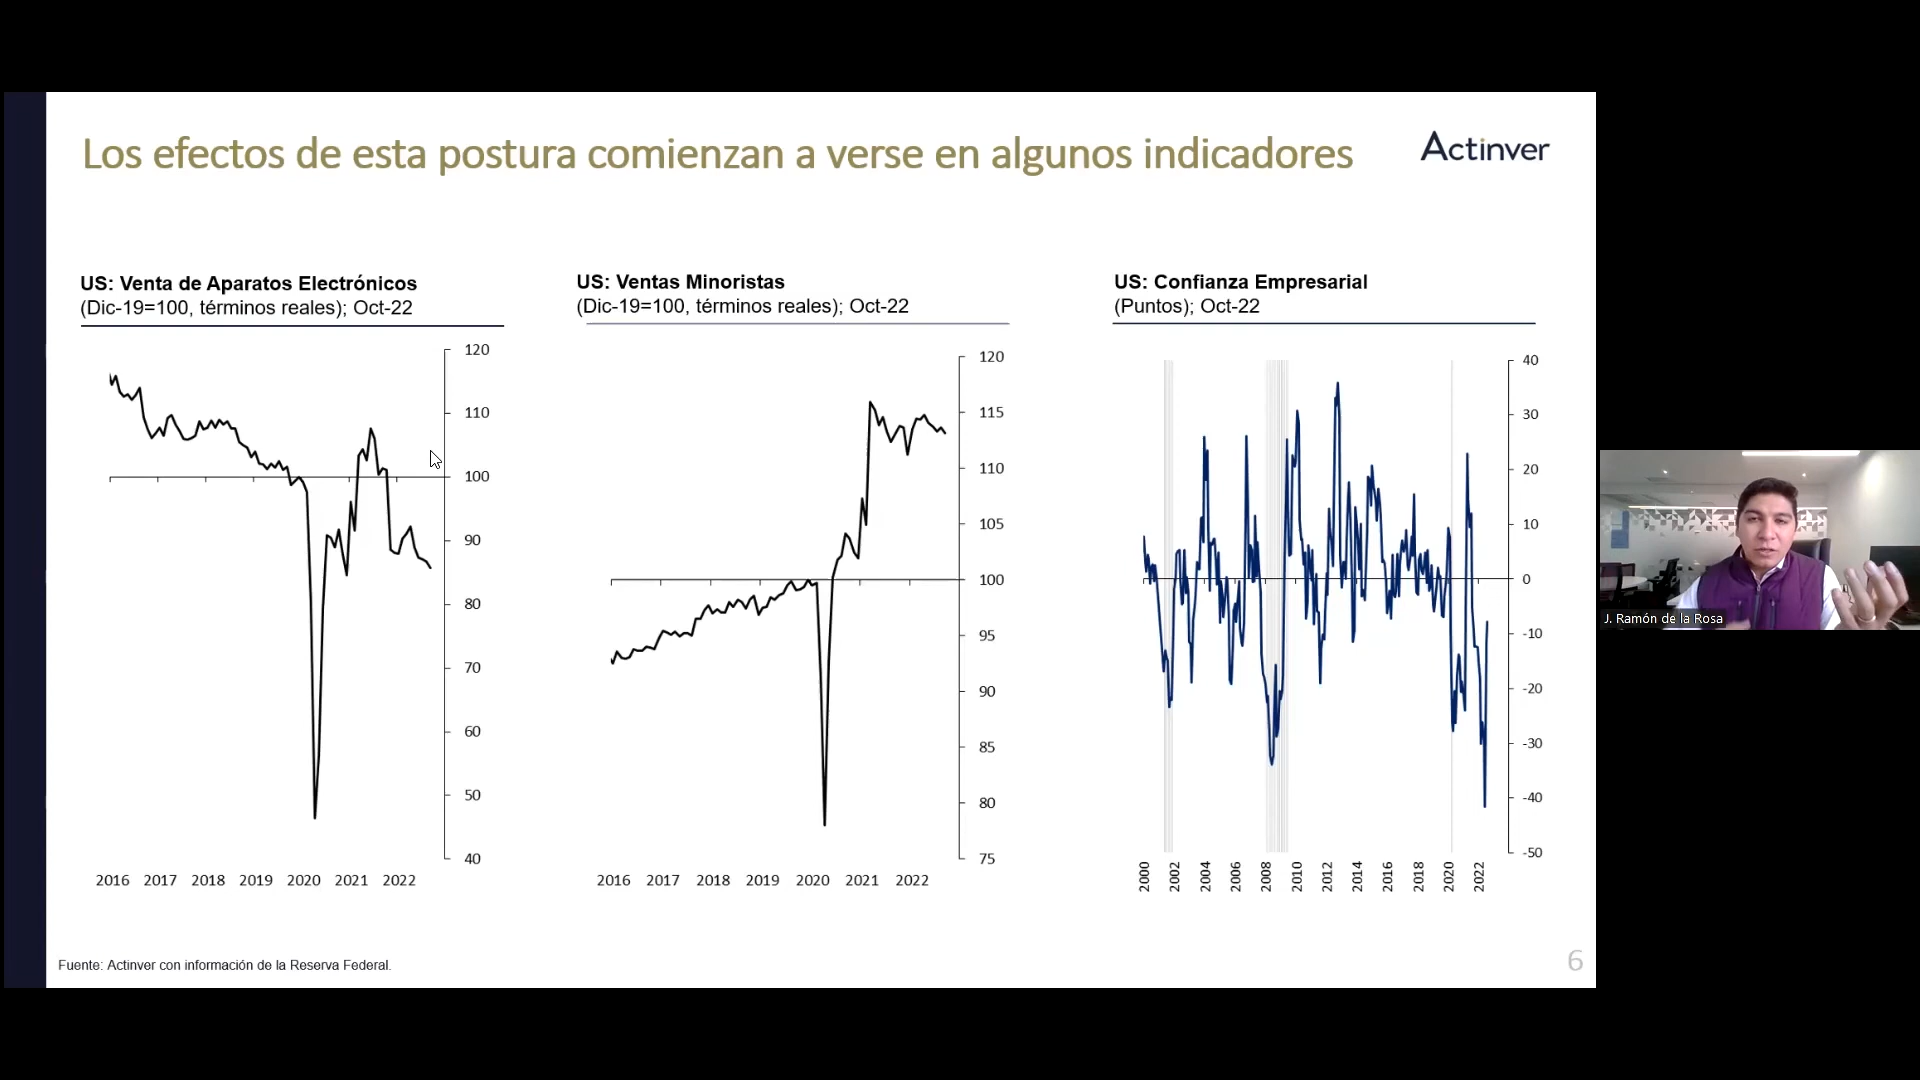 Los efectos de esta postura comienzan a verse en algunos indicadores
Actinver
US: Venta de Aparatos Electrónicos
(Dic-19=100, términos reales); Oct-22
120
110
100
90
80
70
60
50
40
2016 2017 2018 2019 2020 2021 2022
US: Ventas Minoristas
(Dic-19=100, términos reales); Oct-22
120
115
110
105
100
95
90
85
80
75
2016 2017 2018 2019 2020 2021 2022
US: Confianza Empresarial
(Puntos); Oct-22
40
30
20
10
0
-10
-20
-30
-40
-50
2000 2002 2004 2006 2008 2010 2012 2014 2016 2018 2020 2022
J. Ramón de la Rosa
Fuente: Actinver con información de la Reserva Federal.
6